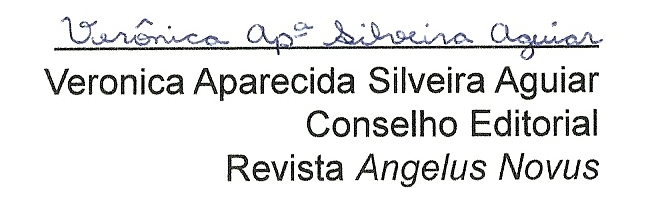 Verônica Apª Silveira Aguiar
Veronica Aparecida Silveira Aguiar
Conselho Editorial
Revista Angelus Novus